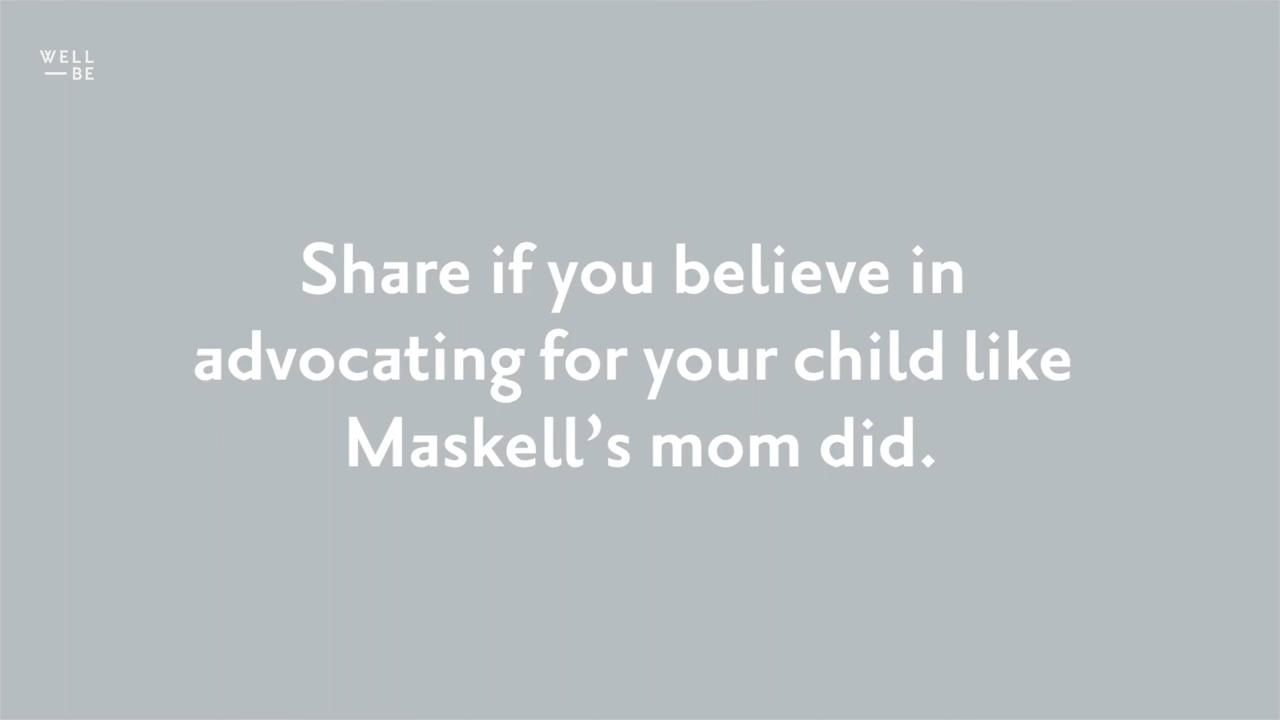 WELL
—BE
Share if you believe in
advocating for your child like
Maskell’s mom did.